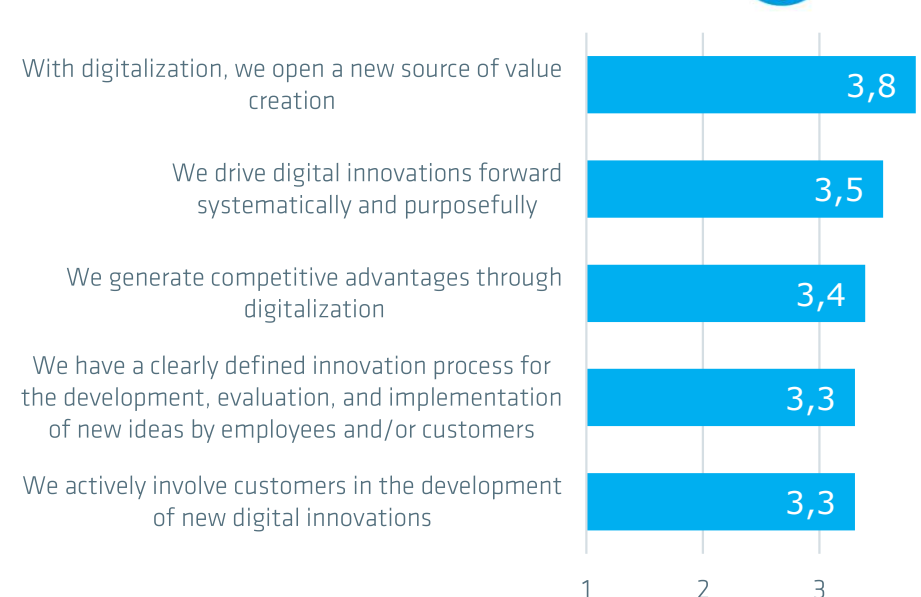 With digitalization, we open a new source of value
creation
3,8
We drive digital innovations forward
systematically and purposefully
3,5
We generate competitive advantages through
digitalization
3,4
We have a clearly defined innovation process for
the development, evaluation, and implementation
of new ideas by employees and/or customers
3,3
We actively involve customers in the development
of new digital innovations
3,3
1 2 3